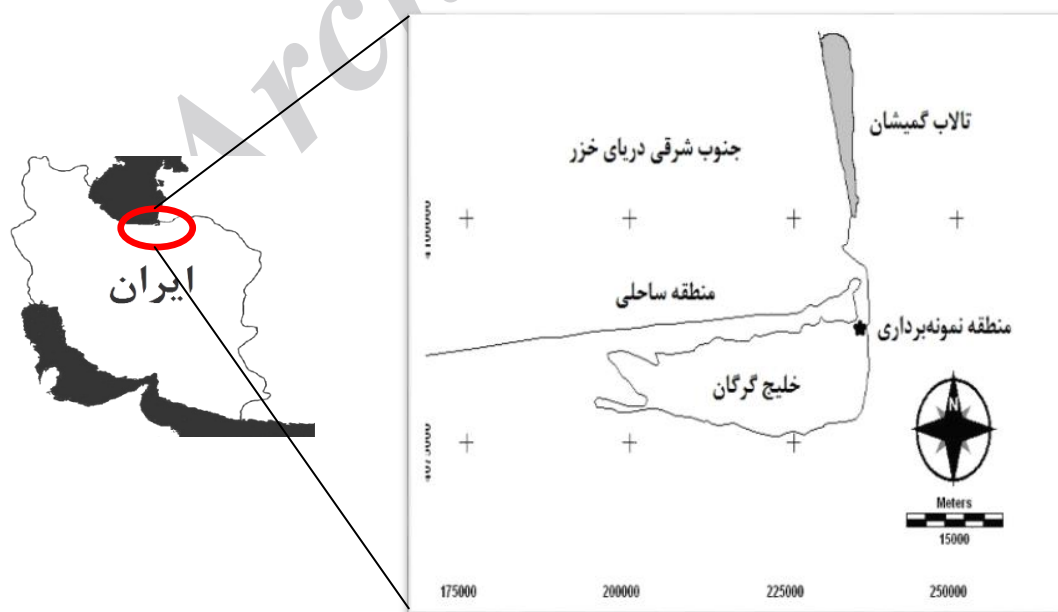 Arch
ایران
تالاب گمیشان
جنوب شرقی دریای خزر
منطقه ساحلی
منطقه نمونه‌برداری
خلیج گرگان
N
Meters
15000
175000
200000
225000
250000